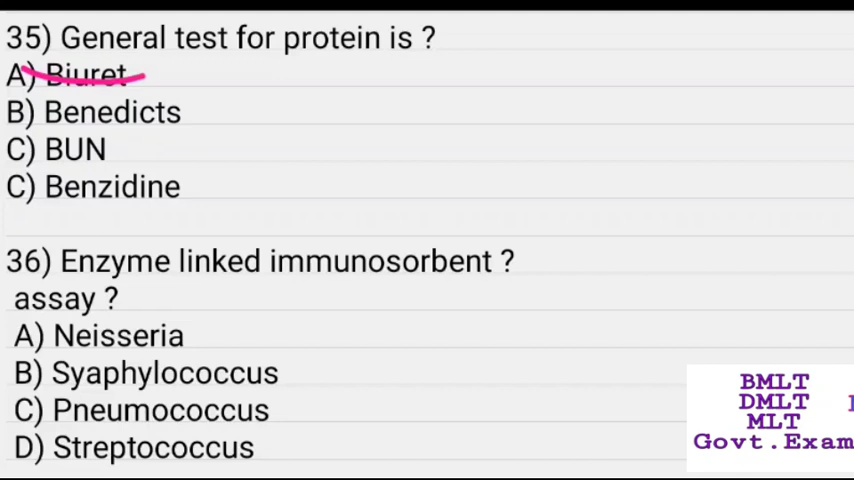 35) General test for protein is ?
A) Biuret
B) Benedicts
C) BUN
C) Benzidine
36) Enzyme linked immunosorbent ?
assay ?
A) Neisseria
B) Syaphylococcus
C) Pneumococcus
D) Streptococcus
BMLT
DMLT
MLT
Govt.Exam